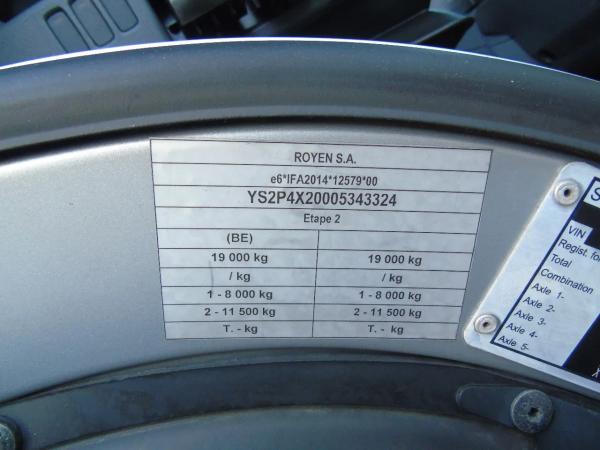 ROYEN S.A.
e6*IFA2014*12579*00
YS2P4X20005343324
Etape 2
(BE)
19 000 kg 19 000 kg
/ kg / kg
1 - 8 000 kg 1 - 8 000 kg
2 - 11 500 kg 2 - 11 500 kg
T. - kg T. - kg
S
VIN
Regist. for
Total
Combination
Axle 1-
Axle 2-
Axle 3-
Axle 4-
Axle 5-